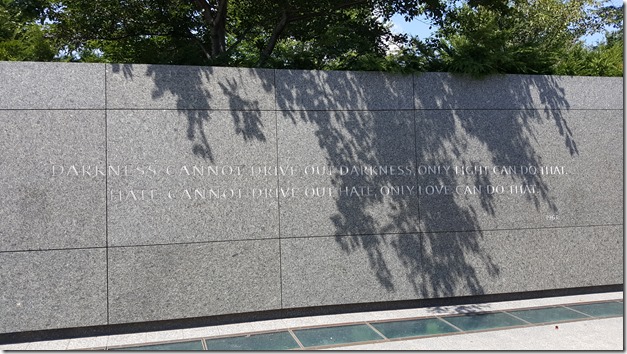 DARKNESS CANNOT DRIVE OUT DARKNESS, ONLY LIGHT CAN DO THAT.
HATE CANNOT DRIVE OUT HATE, ONLY LOVE CAN DO THAT.
1963